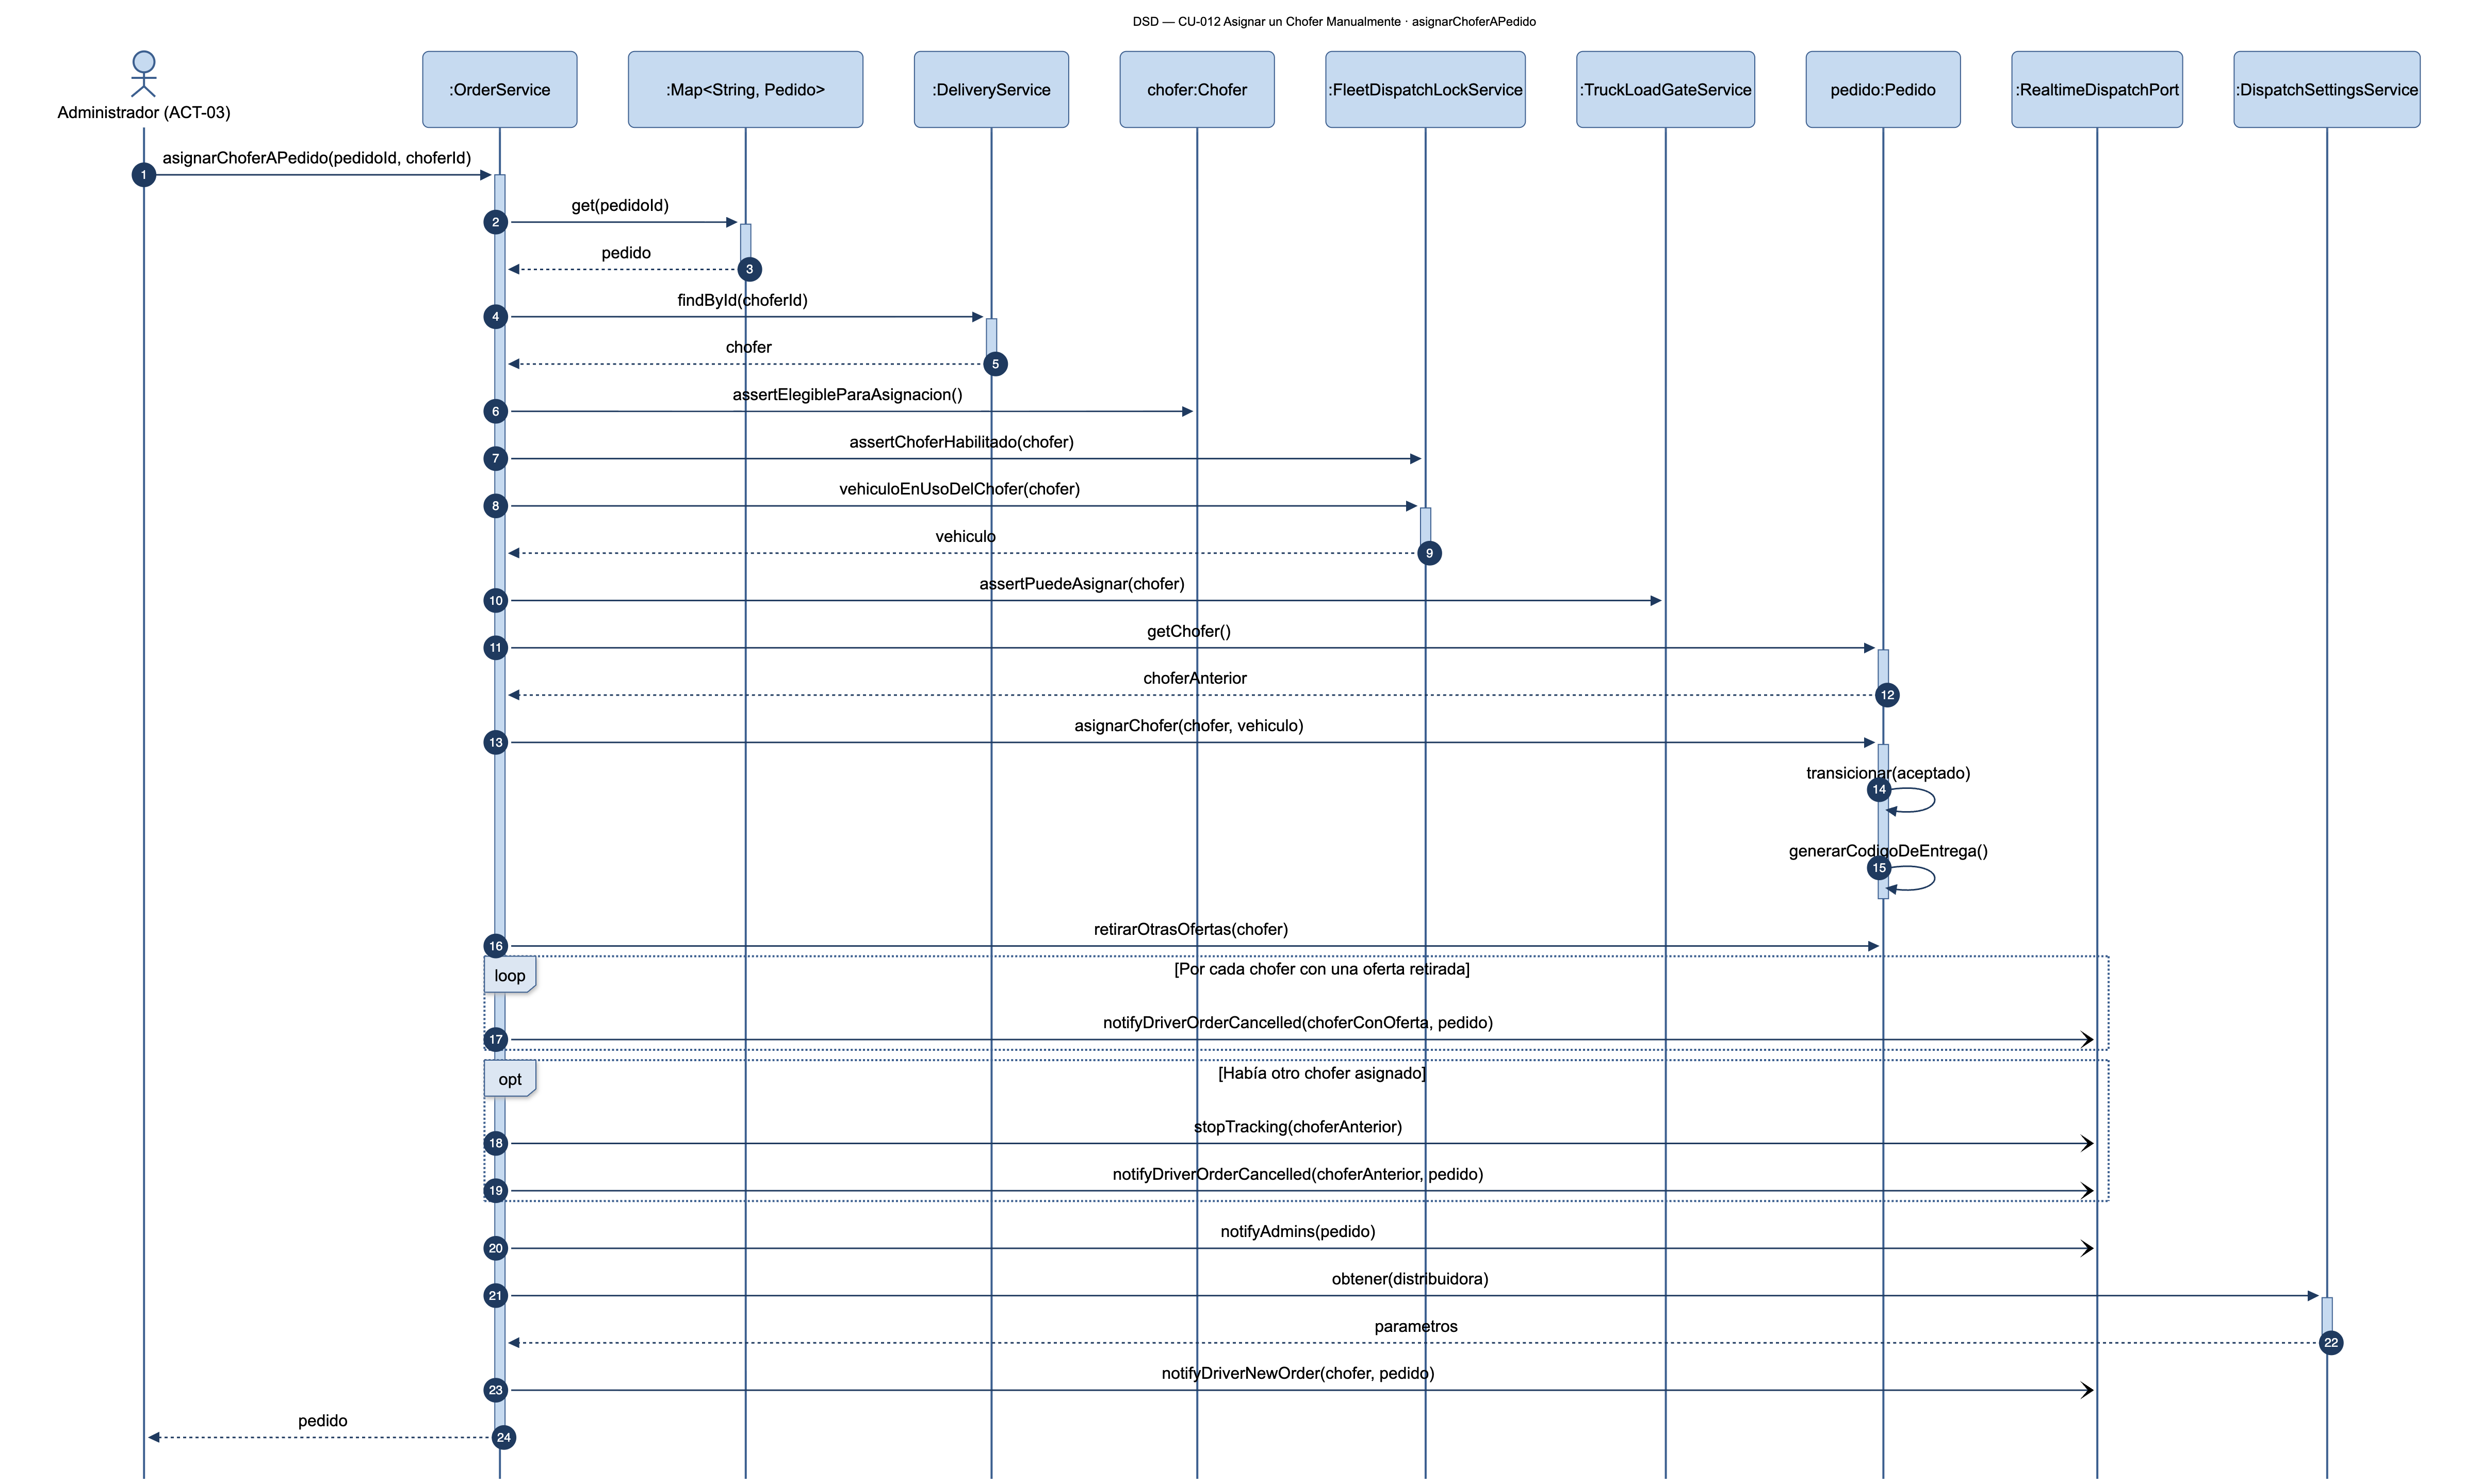 DSD — CU-012 Asignar un Chofer Manualmente · asignarChoferAPedido
Administrador (ACT-03)
:OrderService
:Map<String, Pedido>
:DeliveryService
chofer:Chofer
:FleetDispatchLockService
:TruckLoadGateService
pedido:Pedido
:RealtimeDispatchPort
:DispatchSettingsService
asignarChoferAPedido(pedidoId, choferId)
1
get(pedidoId)
2
pedido
3
findById(choferId)
4
chofer
5
assertElegibleParaAsignacion()
6
assertChoferHabilitado(chofer)
7
vehiculoEnUsoDelChofer(chofer)
8
vehiculo
9
assertPuedeAsignar(chofer)
10
getChofer()
11
choferAnterior
12
asignarChofer(chofer, vehiculo)
13
transicionar(aceptado)
14
generarCodigoDeEntrega()
15
retirarOtrasOfertas(chofer)
16
loop
[Por cada chofer con una oferta retirada]
notifyDriverOrderCancelled(choferConOferta, pedido)
17
opt
[Había otro chofer asignado]
stopTracking(choferAnterior)
18
notifyDriverOrderCancelled(choferAnterior, pedido)
19
notifyAdmins(pedido)
20
obtener(distribuidora)
21
parametros
22
notifyDriverNewOrder(chofer, pedido)
23
pedido
24